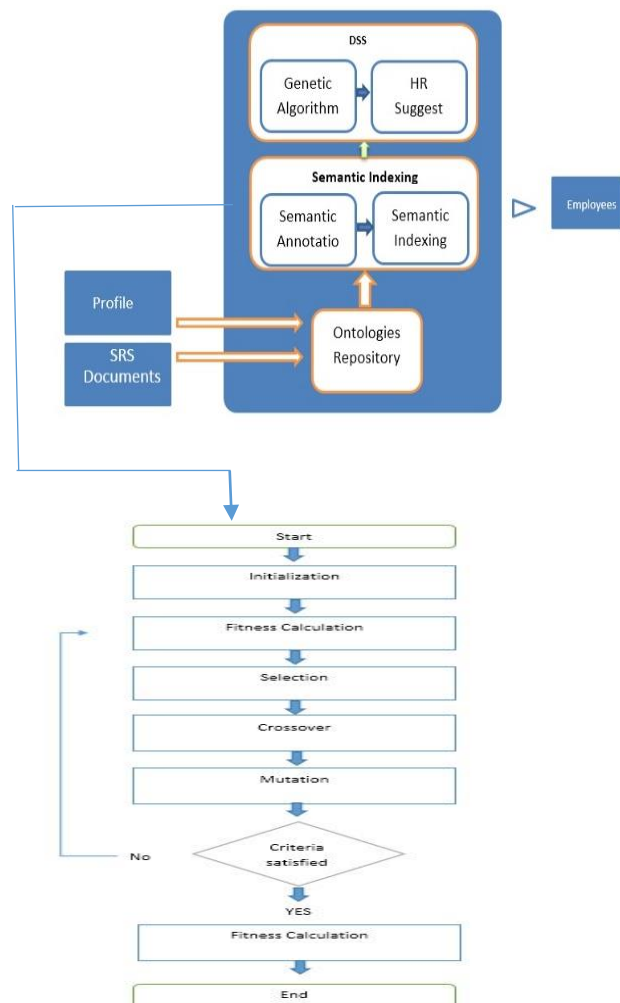 DSS
Genetic
Algorithm
HR
Suggest
Semantic Indexing
Semantic
Annotatio
Semantic
Indexing
Employees
Profile
SRS
Documents
Ontologies
Repository
Start
Initialization
Fitness Calculation
Selection
Crossover
Mutation
Criteria
satisfied
No
YES
Fitness Calculation
End